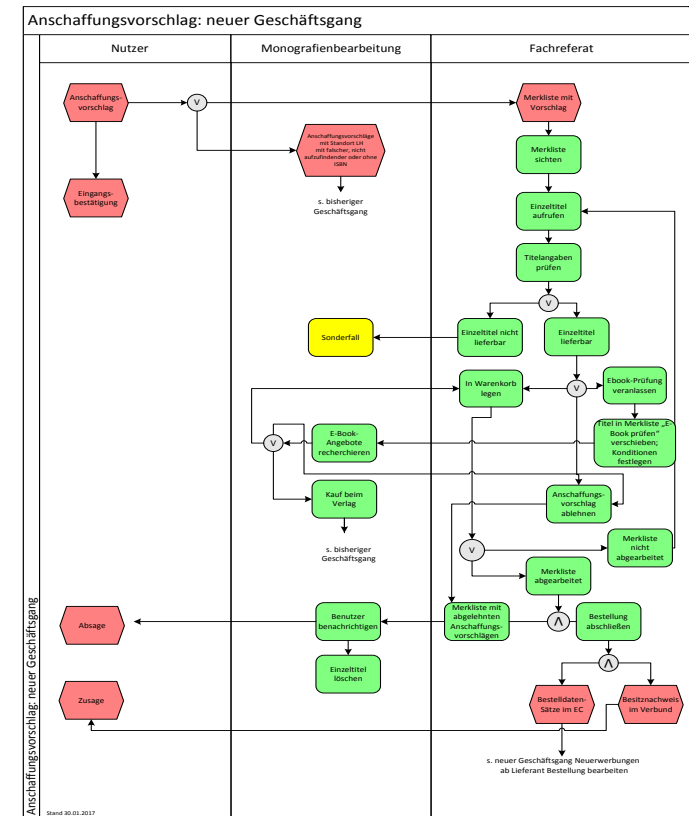 Anschaffungsvorschlag: neuer Geschäftsgang
Nutzer
Monografienbearbeitung
Fachreferat
Anschaffungs-
vorschlag
V
Merkliste mit
Vorschlag
Anschaffungsvorschläge
mit Standort LH
mit falscher, nicht
aufzufindender oder ohne
ISBN
Merkliste
sichten
Eingangs-
bestätigung
s. bisheriger
Geschäftsgang
Einzeltitel
aufrufen
Titelangaben
prüfen
V
Sonderfall
Einzeltitel nicht
lieferbar
Einzeltitel
lieferbar
In Warenkorb
legen
V
Ebook-Prüfung
veranlassen
V
E-Book-
Angebote
recherchieren
Titel in Merkliste „E-
Book prüfen"
verschieben;
Konditionen
festlegen
Kauf beim
Verlag
Anschaffungs-
vorschlag
ablehnen
s. bisheriger
Geschäftsgang
V
Merkliste
nicht
abgearbeitet
Merkliste
abgearbeitet
Absage
Benutzer
benachrichtigen
Merkliste mit
abgelehnten
Anschaffungs-
vorschlägen
Λ
Bestellung
abschließen
Einzeltitel
löschen
Λ
Zusage
Bestelldaten-
Sätze im EC
Besitznachweis
im Verbund
s. neuer Geschäftsgang Neuerwerbungen
ab Lieferant Bestellung bearbeiten
Anschaffungsvorschlag: neuer Geschäftsgang
Stand 30.01.2017